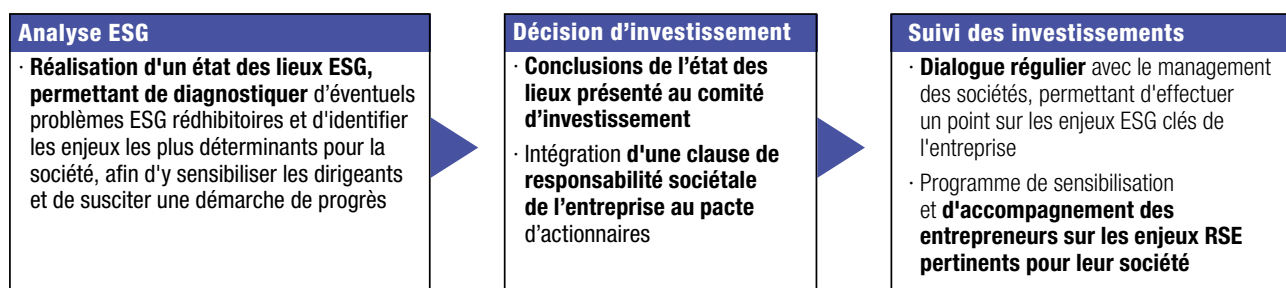 Analyse ESG
· Réalisation d'un état des lieux ESG,
permettant de diagnostiquer d’éventuels
problèmes ESG rédhibitoires et d'identifier
les enjeux les plus déterminants pour la
société, afin d'y sensibiliser les dirigeants
et de susciter une démarche de progrès
Décision d’investissement
· Conclusions de l’état des
lieux présenté au comité
d’investissement
· Intégration d'une clause de
responsabilité sociétale
de l’entreprise au pacte
d’actionnaires
Suivi des investissements
· Dialogue régulier avec le management
des sociétés, permettant d'effectuer
un point sur les enjeux ESG clés de
l'entreprise
· Programme de sensibilisation
et d'accompagnement des
entrepreneurs sur les enjeux RSE
pertinents pour leur société